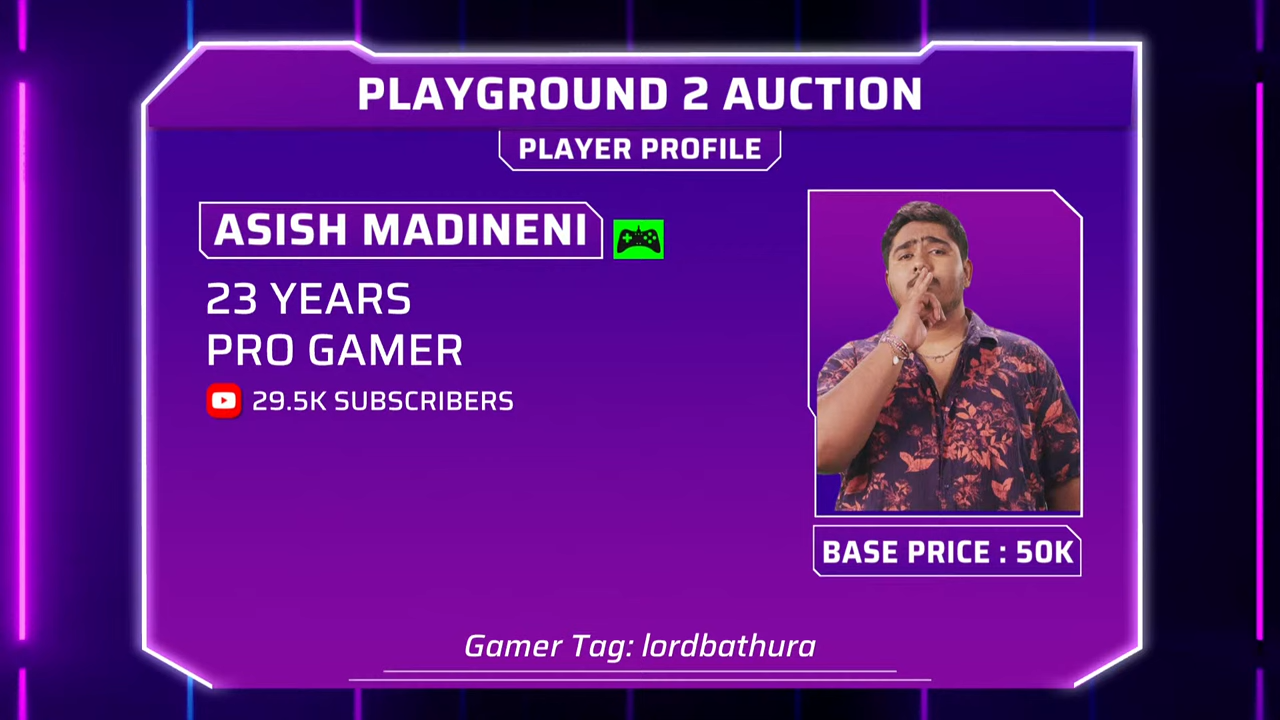 PLAYGROUND 2 AUCTION
PLAYER PROFILE
ASISH MADINENI
23 YEARS
PRO GAMER
29.5K SUBSCRIBERS
BASE PRICE : 50K
Gamer Tag: lordbathura